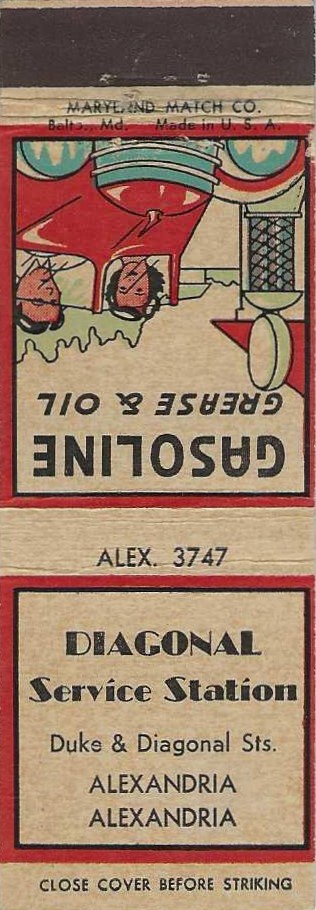 MARYLAND MATCH CO.
Balto., Md. Made in U. S. A.
GASOLINE
GREASE & OIL
ALEX. 3747
DIAGONAL
Service Station
Duke & Diagonal Sts.
ALEXANDRIA
ALEXANDRIA
CLOSE COVER BEFORE STRIKING